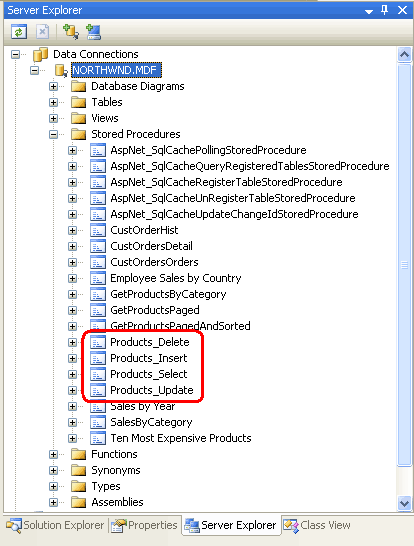 Server Explorer
Data Connections
NORTHWND.MDF
Database Diagrams
Tables
Views
Stored Procedures
AspNet_SqlCachePollingStoredProcedure
AspNet_SqlCacheQueryRegisteredTablesStoredProcedure
AspNet_SqlCacheRegisterTableStoredProcedure
AspNet_SqlCacheUnRegisterTableStoredProcedure
AspNet_SqlCacheUpdateChangeIdStoredProcedure
CustOrderHist
CustOrdersDetail
CustOrdersOrders
Employee Sales by Country
GetProductsByCategory
GetProductsPaged
GetProductsPagedAndSorted
Products_Delete
Products_Insert
Products_Select
Products_Update
Sales by Year
SalesByCategory
Ten Most Expensive Products
Functions
Synonyms
Types
Assemblies
Solution Explorer Properties Server Explorer Class View